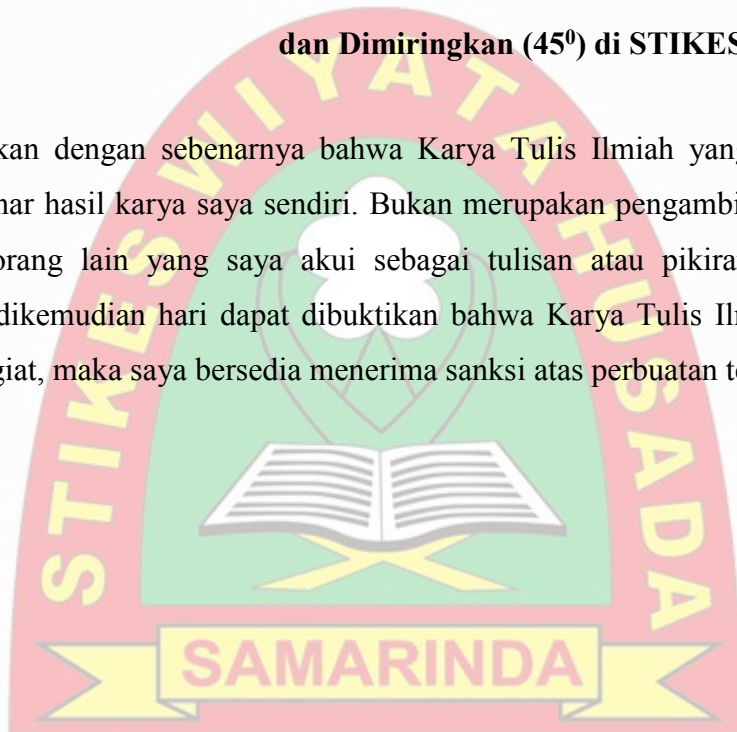 dan Dimiringkan (45⁰) di STIKES
kan dengan sebenarnya bahwa Karya Tulis Ilmiah yang
nar hasil karya saya sendiri. Bukan merupakan pengambi
orang lain yang saya akui sebagai tulisan atau pikira
dikemudian hari dapat dibuktikan bahwa Karya Tulis Il
giat, maka saya bersedia menerima sanksi atas perbuatan t
STIKES WIYATA HUSADA
SAMARINDA